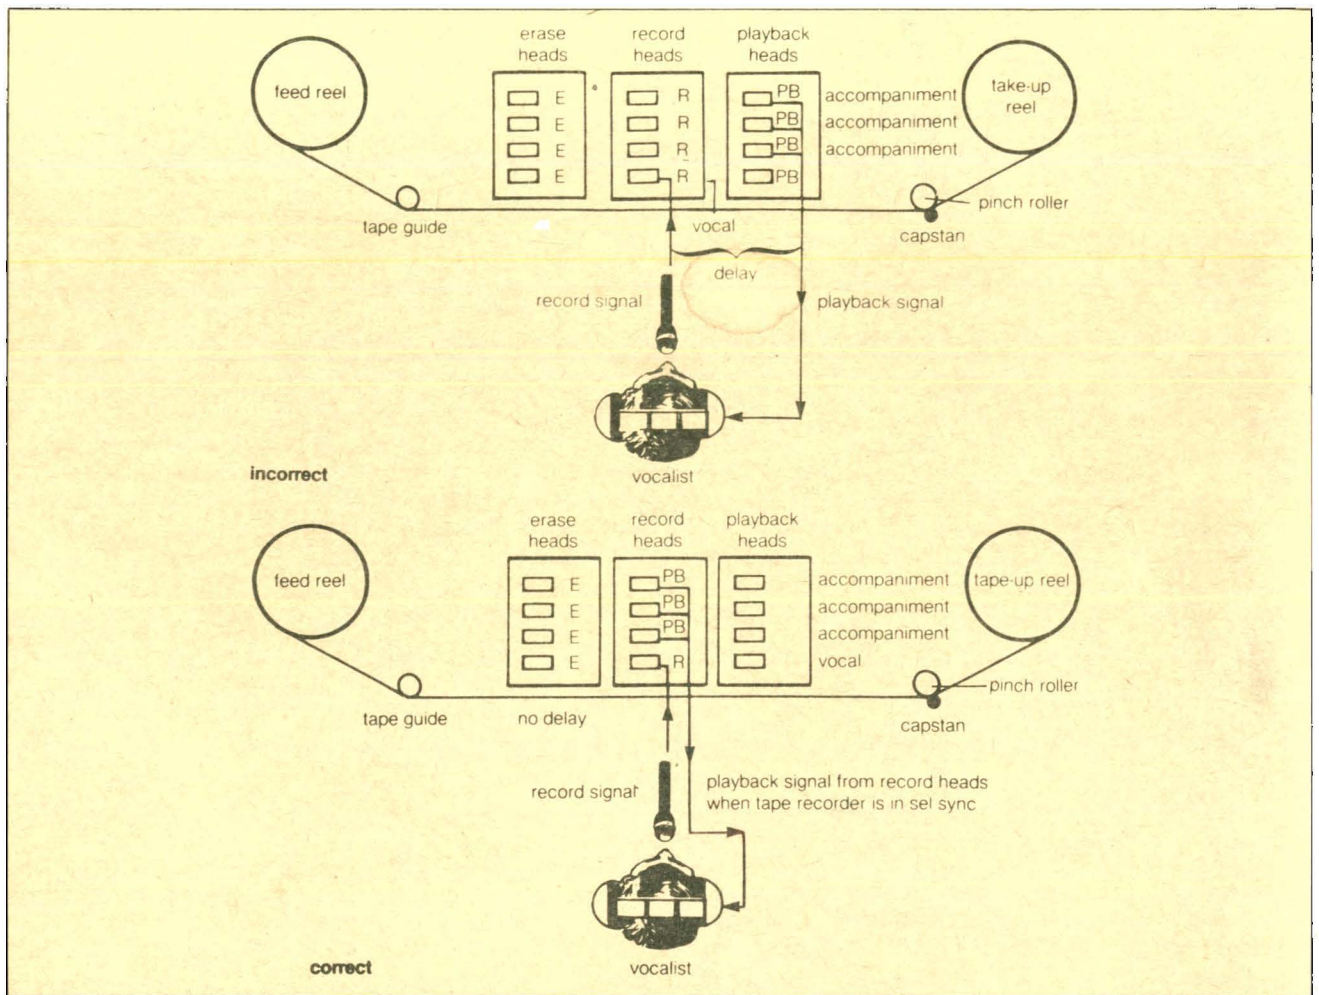 erase
heads
record
heads
playback
heads
feed reel
E
E
E
E
R
R
R
R
PB
PB
PB
PB
accompaniment
accompaniment
accompaniment
take-up
reel
pinch roller
tape guide
vocal
capstan
delay
record signal
playback signal
vocalist
incorrect
erase
heads
record
heads
playback
heads
feed reel
E
E
E
E
PB
PB
PB
R
accompaniment
accompaniment
accompaniment
vocal
tape-up reel
pinch roller
tape guide
no delay
capstan
record signal
playback signal from record heads
when tape recorder is in sel sync
vocalist
correct